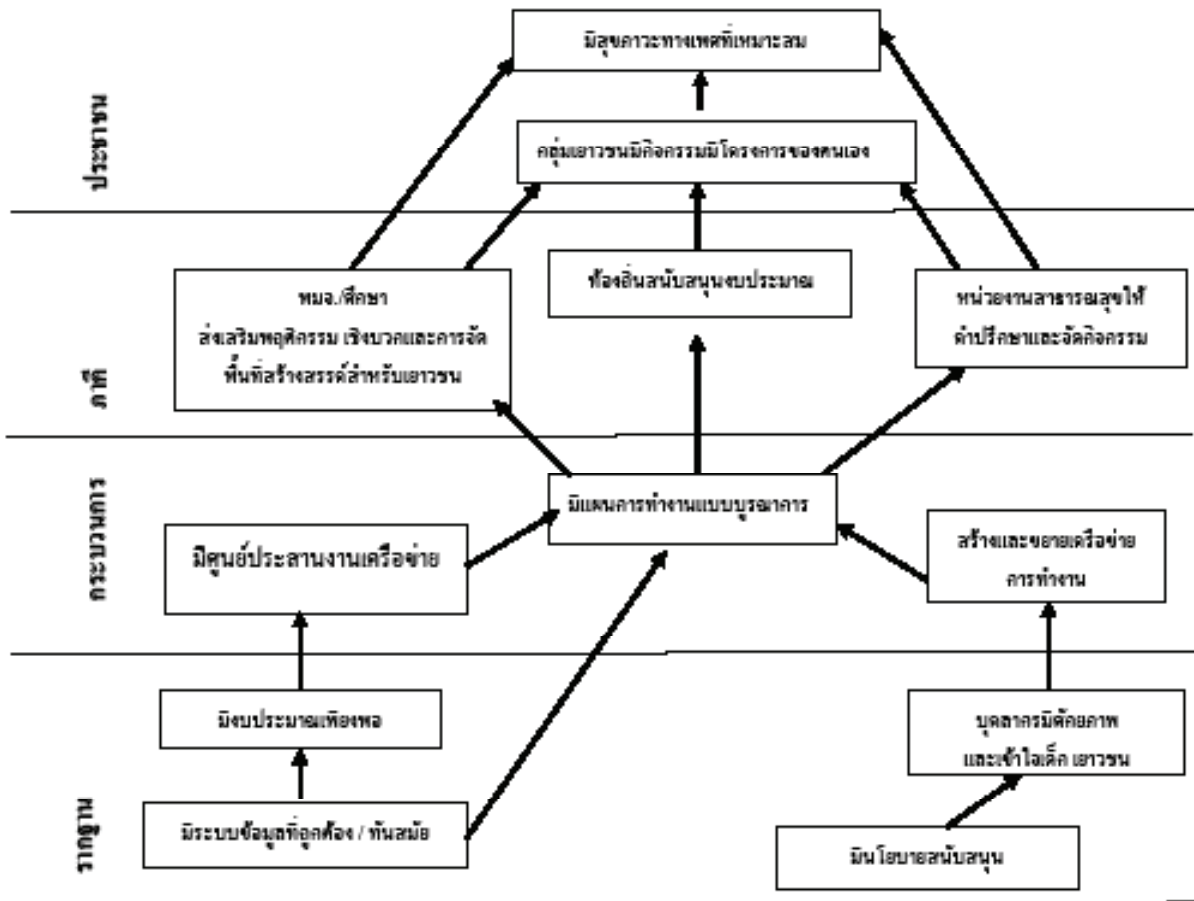 มีสุขภาวะทางเพศที่เหมาะสม
ประชาชน
กลุ่มเยาวชนมีกิจกรรมมีโครงการของตนเอง
ท้องถิ่นสนับสนุนงบประมาณ
พมจ./ศึกษา
ส่งเสริมพฤติกรรม เชิงบวกและการจัด
พื้นที่สร้างสรรค์สำหรับเยาวชน
หน่วยงานสาธารณสุขให้
คำปรึกษาและจัดกิจกรรม
ภาคี
มีแผนการทำงานแบบบูรณาการ
กระบวนการ
มีศูนย์ประสานงานเครือข่าย
สร้างและขยายเครือข่าย
การทำงาน
มีงบประมาณเพียงพอ
บุคลากรมีศักยภาพ
และเข้าใจเด็ก เยาวชน
รากฐาน
มีระบบข้อมูลที่ถูกต้อง / ทันสมัย
มีนโยบายสนับสนุน